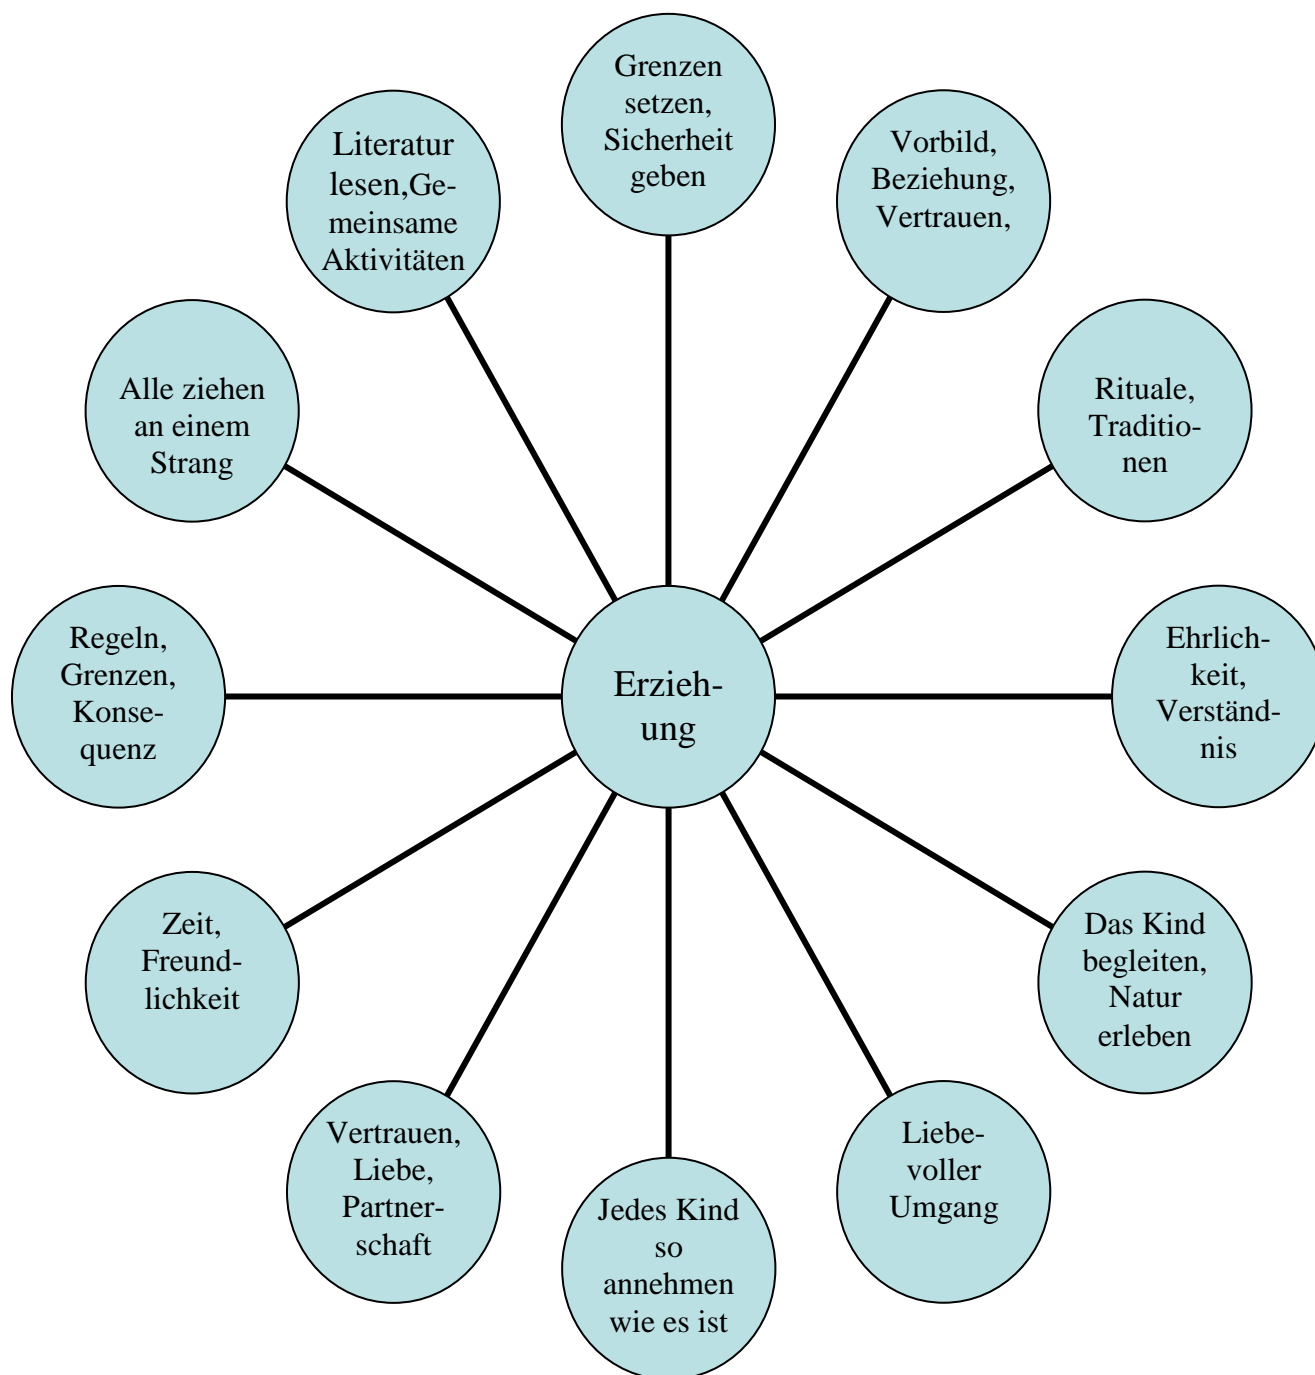 Grenzen
setzen,
Sicherheit
geben
Vorbild,
Beziehung,
Vertrauen,
Rituale,
Traditio-
nen
Ehrlich-
keit,
Verständ-
nis
Das Kind
begleiten,
Natur
erleben
Liebe-
voller
Umgang
Jedes Kind
so
annehmen
wie es ist
Vertrauen,
Liebe,
Partner-
schaft
Zeit,
Freund-
lichkeit
Regeln,
Grenzen,
Konse-
quenz
Alle ziehen
an einem
Strang
Literatur
lesen,Ge-
meinsame
Aktivitäten
Erzieh-
ung